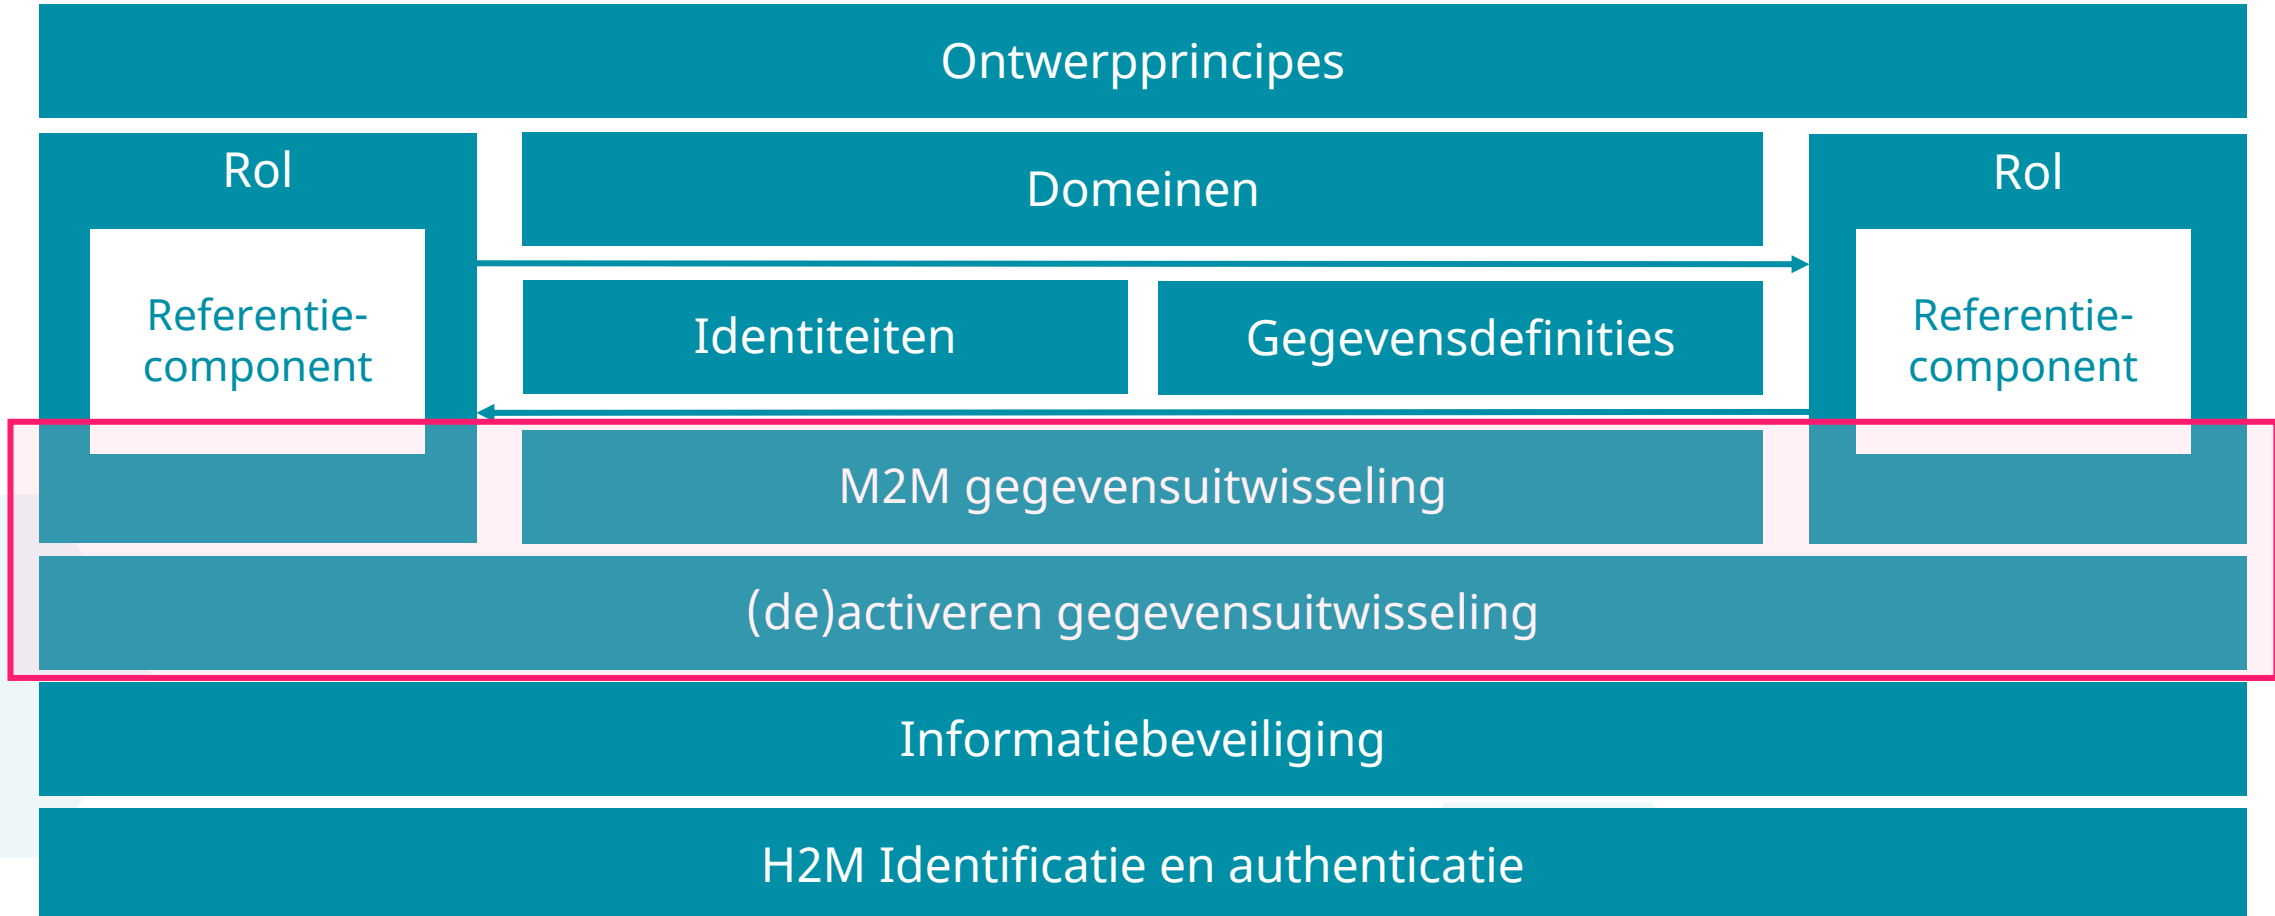 Ontwerpprincipes
Rol
Domeinen
Rol
Referentie-
component
Identiteiten
Gegevensdefinities
Referentie-
component
M2M gegevensuitwisseling
(de)activeren gegevensuitwisseling
Informatiebeveiliging
H2M Identificatie en authenticatie